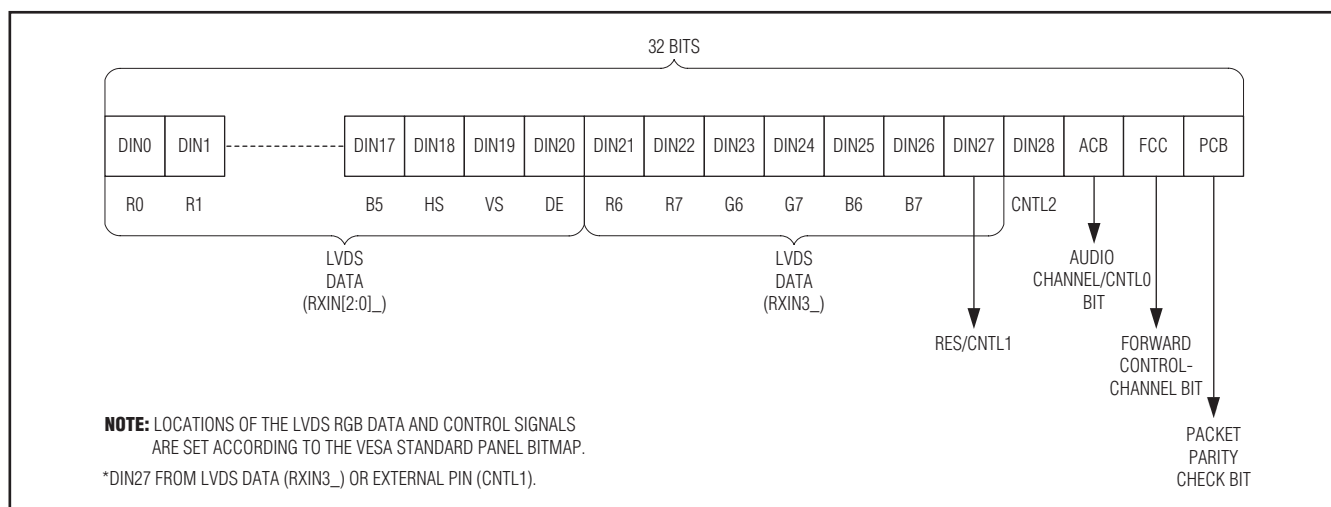 32 BITS
DIN0 DIN1 DIN17 DIN18 DIN19 DIN20 DIN21 DIN22 DIN23 DIN24 DIN25 DIN26 DIN27 DIN28 ACB FCC PCB
R0 R1 B5 HS VS DE R6 R7 G6 G7 B6 B7 CNTL2
LVDS
DATA
(RXIN[2:0]_)
LVDS
DATA
(RXIN3_)
AUDIO
CHANNEL/CNTL0
BIT
RES/CNTL1
FORWARD
CONTROL-
CHANNEL BIT
PACKET
PARITY
CHECK BIT
NOTE: LOCATIONS OF THE LVDS RGB DATA AND CONTROL SIGNALS
ARE SET ACCORDING TO THE VESA STANDARD PANEL BITMAP.
*DIN27 FROM LVDS DATA (RXIN3_) OR EXTERNAL PIN (CNTL1).